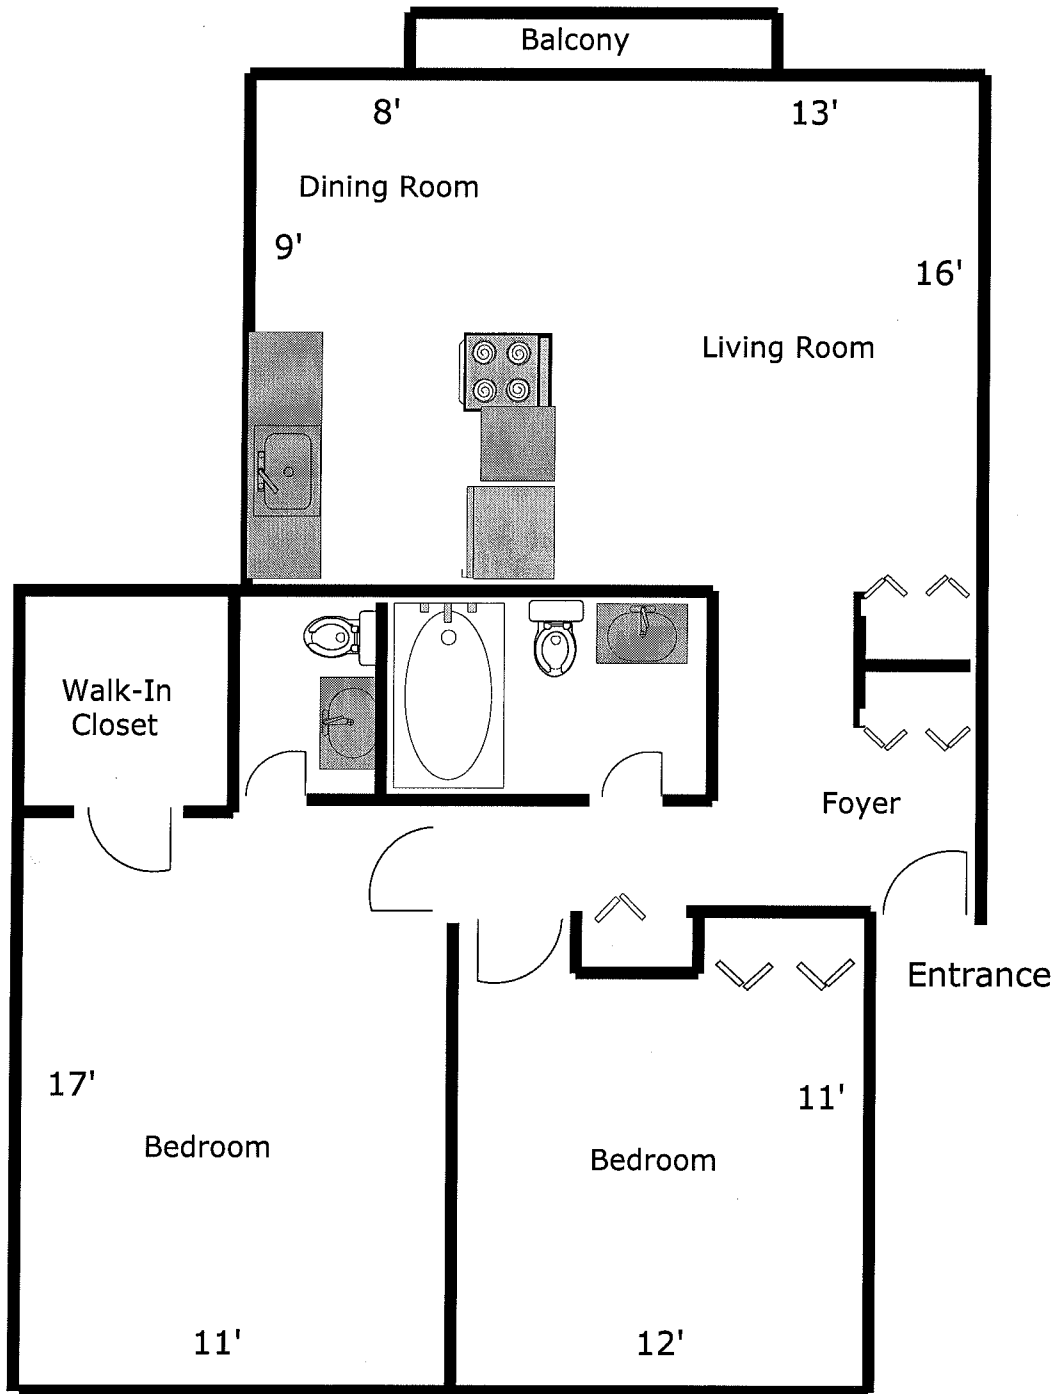 Balcony
8'
13'
Dining Room
9'
16'
Living Room
Walk-In
Closet
Foyer
Entrance
17'
11'
Bedroom
Bedroom
11'
12'